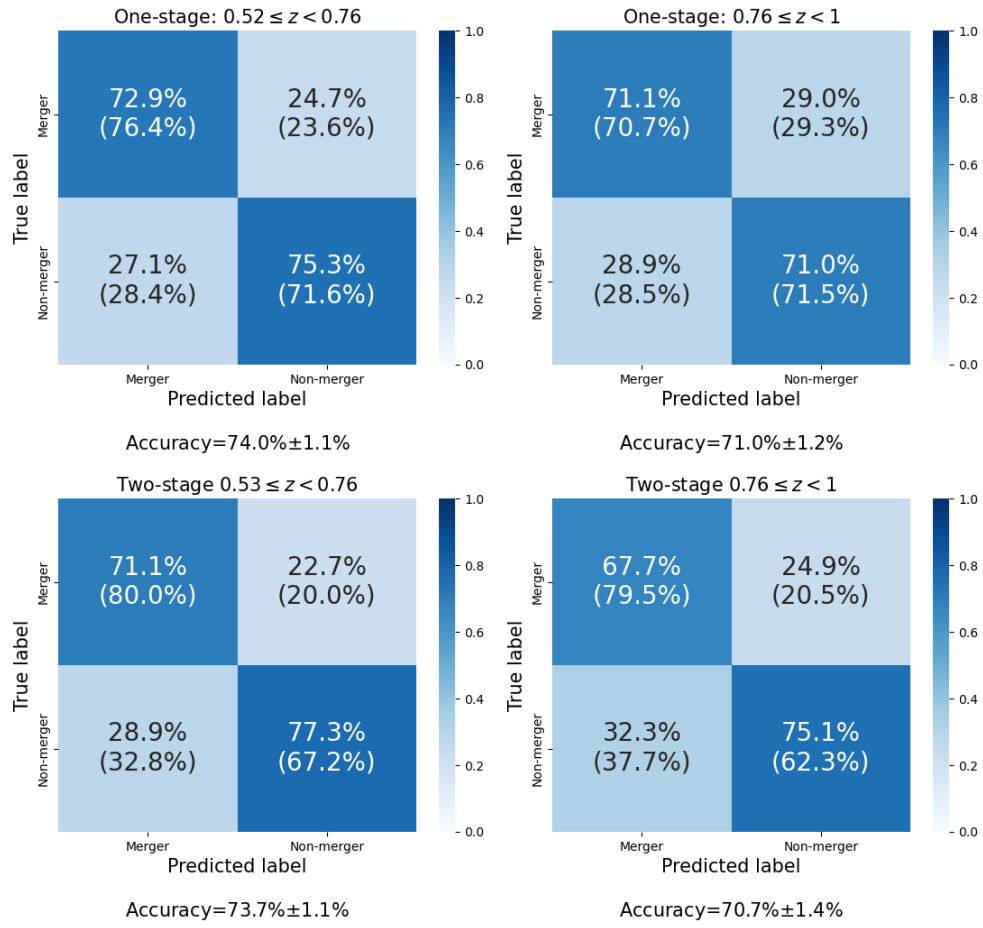 One-stage: 0.52 ≤ z < 0.76
72.9%
(76.4%)
24.7%
(23.6%)
27.1%
(28.4%)
75.3%
(71.6%)
Merger
Non-merger
True label
Merger
Non-merger
Predicted label
1.0
0.8
0.6
0.4
0.2
0.0
Accuracy=74.0%±1.1%
One-stage: 0.76 ≤ z < 1
71.1%
(70.7%)
29.0%
(29.3%)
28.9%
(28.5%)
71.0%
(71.5%)
Merger
Non-merger
True label
Merger
Non-merger
Predicted label
1.0
0.8
0.6
0.4
0.2
0.0
Accuracy=71.0%±1.2%
Two-stage 0.53 ≤ z < 0.76
71.1%
(80.0%)
22.7%
(20.0%)
28.9%
(32.8%)
77.3%
(67.2%)
Merger
Non-merger
True label
Merger
Non-merger
Predicted label
1.0
0.8
0.6
0.4
0.2
0.0
Accuracy=73.7%±1.1%
Two-stage 0.76 ≤ z < 1
67.7%
(79.5%)
24.9%
(20.5%)
32.3%
(37.7%)
75.1%
(62.3%)
Merger
Non-merger
True label
Merger
Non-merger
Predicted label
1.0
0.8
0.6
0.4
0.2
0.0
Accuracy=70.7%±1.4%